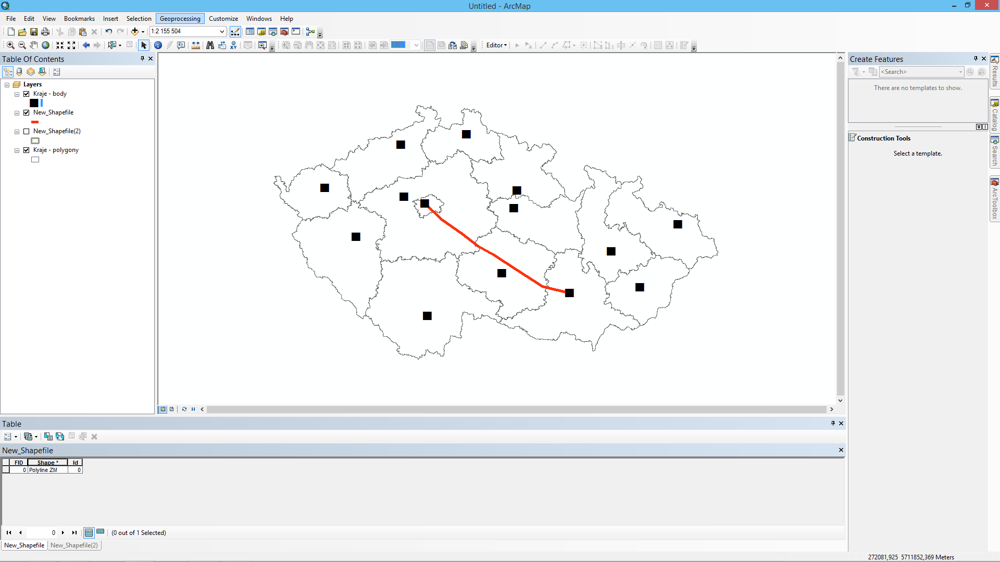 Untitled - ArcMap
File Edit View Bookmarks Insert Selection Geoprocessing Customize Windows Help
1:2 155 504
100%
Editor
Table Of Contents
Layers
Kraje - body
New_Shapefile
New_Shapefile(2)
Kraje - polygony
Create Features
<Search>
There are no templates to show.
Construction Tools
Select a template.
Results
Catalog
Search
ArcToolbox
Table
New_Shapefile
FID Shape * Id
0 Polyline ZM 0
0
(0 out of 1 Selected)
New_Shapefile New_Shapefile(2)
272081,925 5711852,369 Meters